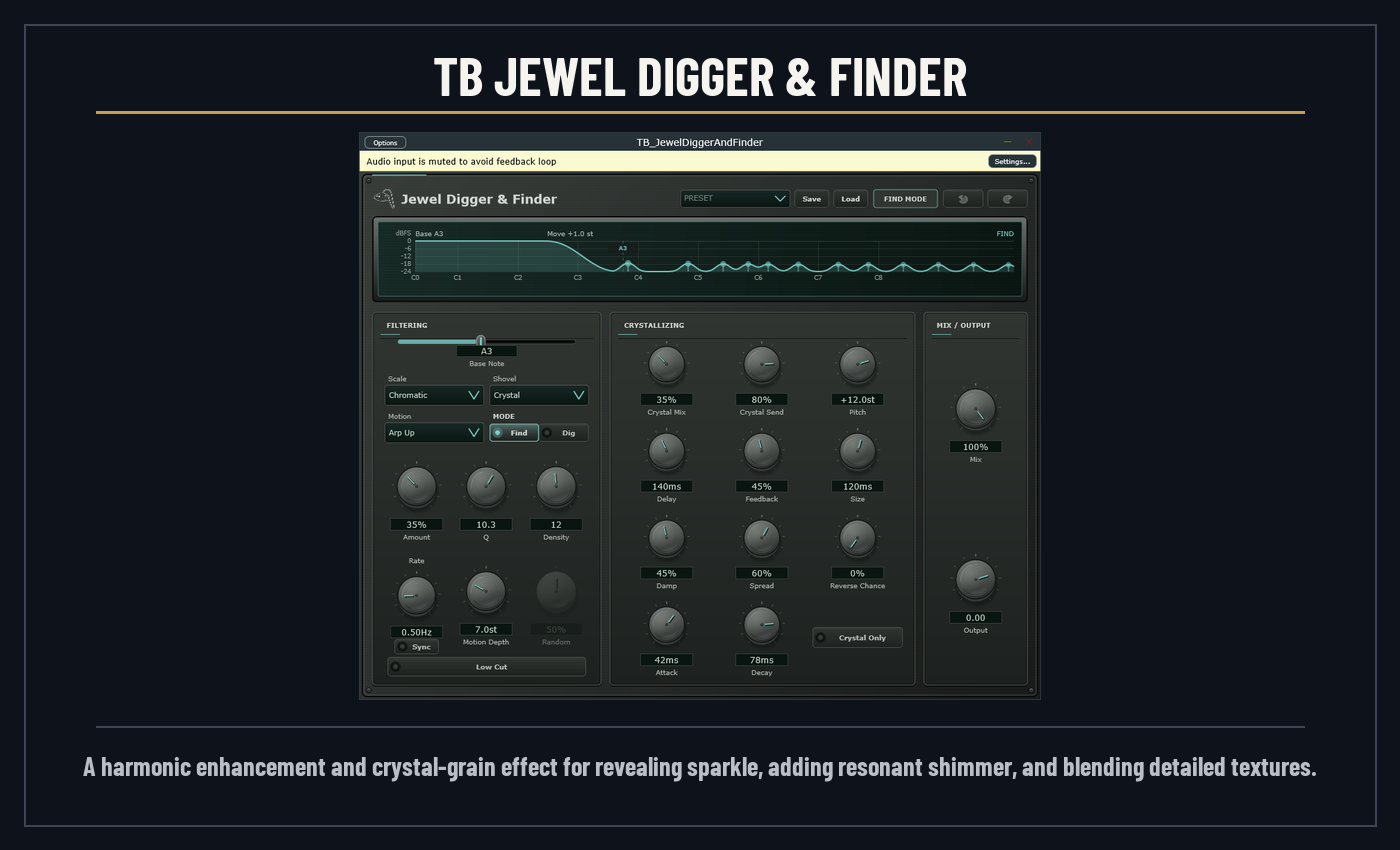 TB JEWEL DIGGER & FINDER
Options
TB_JewelDiggerAndFinder
Audio input is muted to avoid feedback loop
Settings...
Jewel Digger & Finder
PRESET
Save
Load
FIND MODE
dBFS
Base A3
Move +1.0 st
FIND
0
-6
-12
-18
-24
A3
C0 C1 C2 C3 C4 C5 C6 C7 C8
FILTERING
A3
Base Note
Scale
Shovel
Chromatic
Crystal
Motion
MODE
Arp Up
Find
Dig
35%
10.3
12
Amount
Q
Density
Rate
0.50Hz
7.0st
50%
Motion Depth
Random
Sync
Low Cut
CRYSTALLIZING
35%
80%
+12.0st
Crystal Mix
Crystal Send
Pitch
140ms
45%
120ms
Delay
Feedback
Size
45%
60%
0%
Damp
Spread
Reverse Chance
Crystal Only
42ms
78ms
Attack
Decay
MIX / OUTPUT
100%
Mix
0.00
Output
A harmonic enhancement and crystal-grain effect for revealing sparkle, adding resonant shimmer, and blending detailed textures.